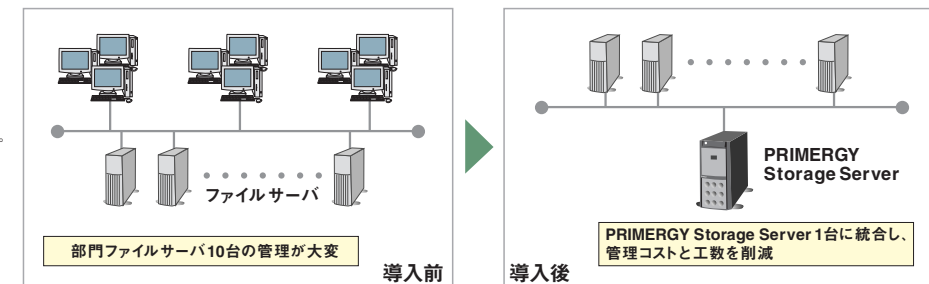 。
ファイルサーバ
部門ファイルサーバ10台の管理が大変
導入前
PRIMERGY
Storage Server
PRIMERGY Storage Server 1台に統合し、
管理コストと工数を削減
導入後